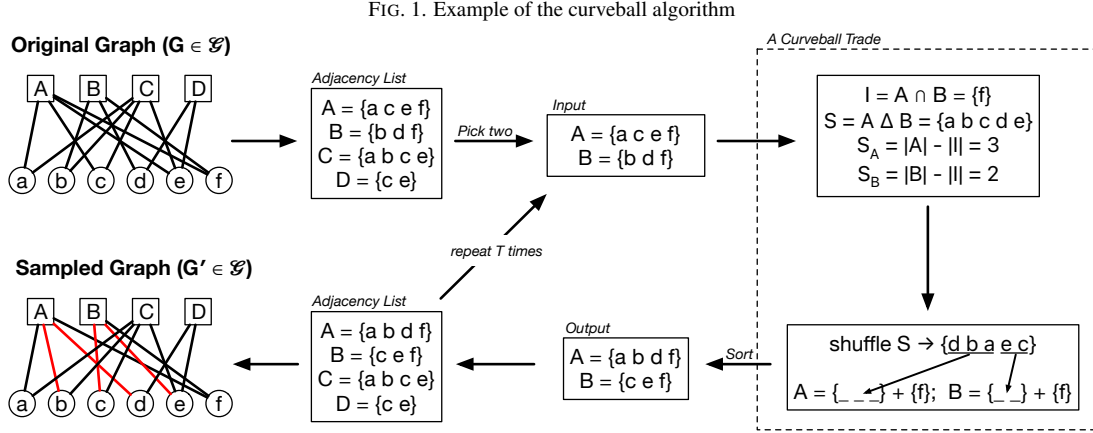 FIG. 1. Example of the curveball algorithm
Original Graph (G ∈ 𝒢)
A B C D
a b c d e f
Adjacency List
A = {a c e f}
B = {b d f}
C = {a b c e}
D = {c e}
Pick two
Input
A = {a c e f}
B = {b d f}
A Curveball Trade
I = A ∩ B = {f}
S = A Δ B = {a b c d e}
S_A = |A| - |I| = 3
S_B = |B| - |I| = 2
shuffle S → {d b a e c}
A = {_ _ _} + {f}; B = {_ _} + {f}
Sort
Output
A = {a b d f}
B = {c e f}
repeat T times
Adjacency List
A = {a b d f}
B = {c e f}
C = {a b c e}
D = {c e}
Sampled Graph (G′ ∈ 𝒢)
A B C D
a b c d e f